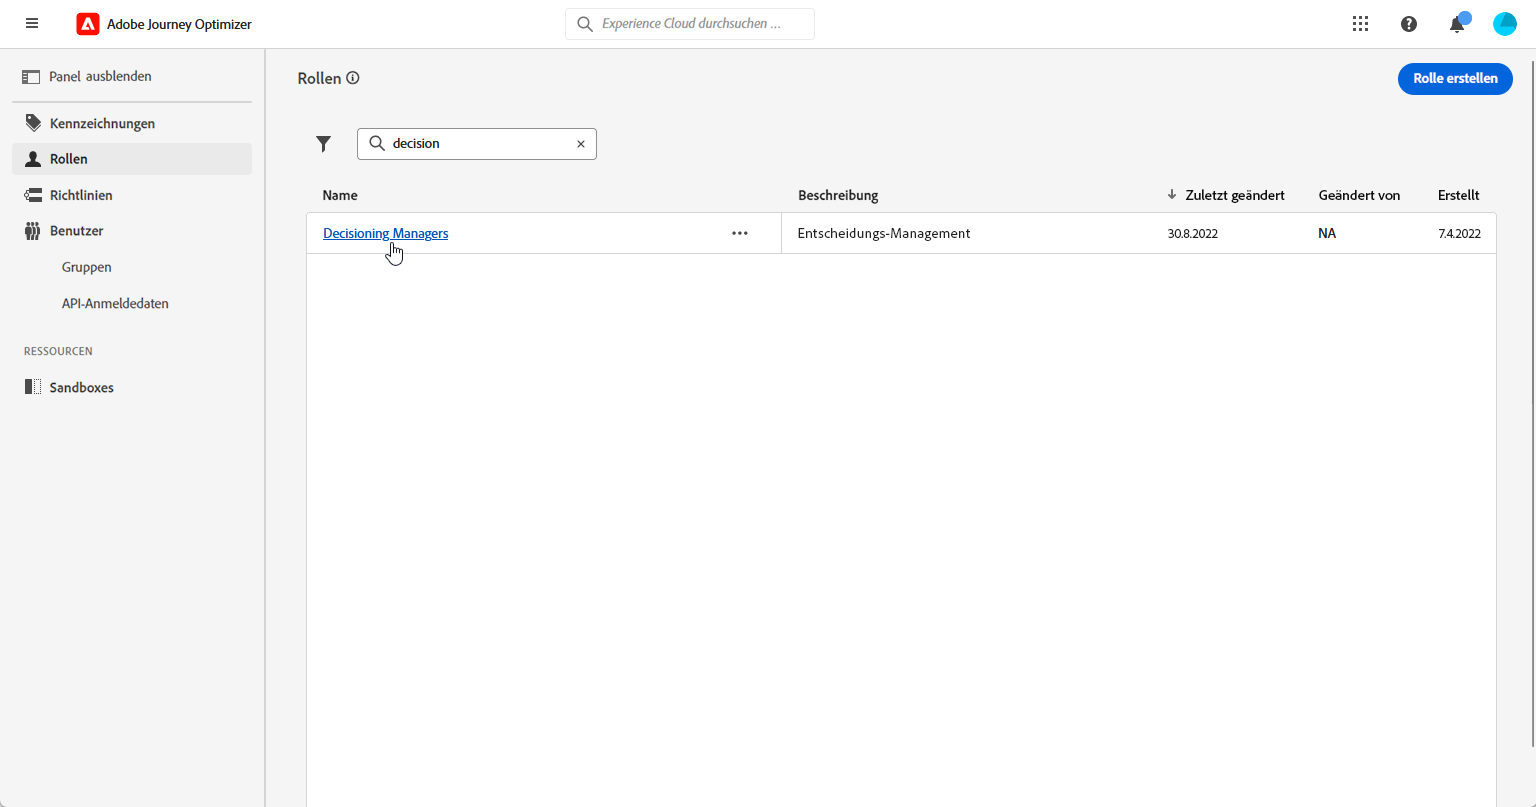 Adobe Journey Optimizer
Experience Cloud durchsuchen ...
Panel ausblenden
Kennzeichnungen
Rollen
Richtlinien
Benutzer
Gruppen
API-Anmeldedaten
RESSOURCEN
Sandboxes
Rollen
Rolle erstellen
decision
Name Beschreibung Zuletzt geändert Geändert von Erstellt
Decisioning Managers Entscheidungs-Management 30.8.2022 NA 7.4.2022